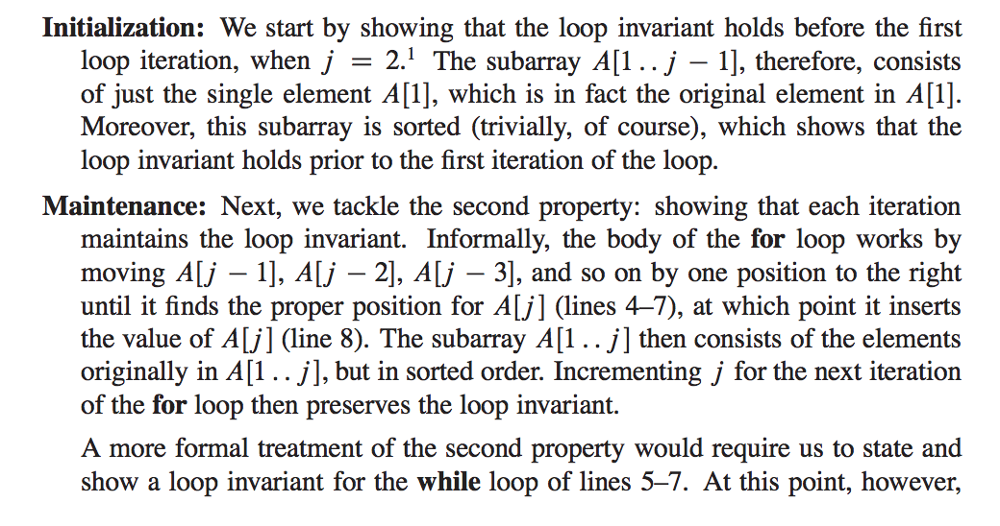 Initialization: We start by showing that the loop invariant holds before the first
loop iteration, when j = 2.¹ The subarray A[1 . . j − 1], therefore, consists
of just the single element A[1], which is in fact the original element in A[1].
Moreover, this subarray is sorted (trivially, of course), which shows that the
loop invariant holds prior to the first iteration of the loop.
Maintenance: Next, we tackle the second property: showing that each iteration
maintains the loop invariant. Informally, the body of the for loop works by
moving A[j − 1], A[j − 2], A[j − 3], and so on by one position to the right
until it finds the proper position for A[j] (lines 4–7), at which point it inserts
the value of A[j] (line 8). The subarray A[1 . . j] then consists of the elements
originally in A[1 . . j], but in sorted order. Incrementing j for the next iteration
of the for loop then preserves the loop invariant.
A more formal treatment of the second property would require us to state and
show a loop invariant for the while loop of lines 5–7. At this point, however,